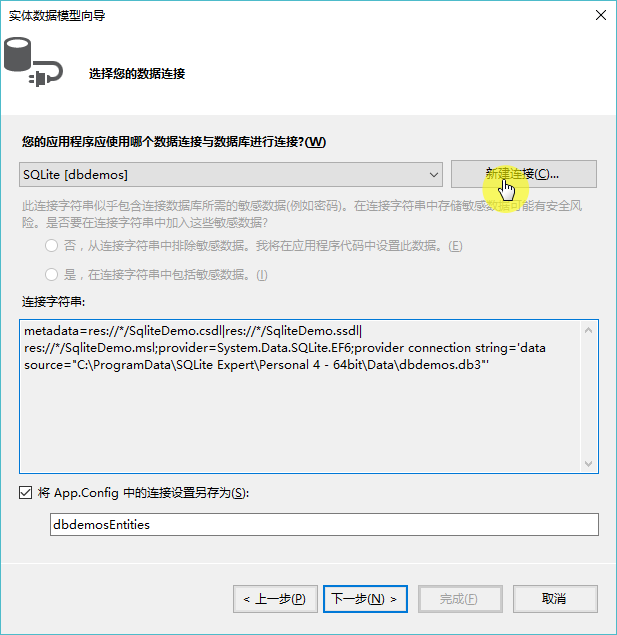 实体数据模型向导
选择您的数据连接
您的应用程序应使用哪个数据连接与数据库进行连接?(W)
SQLite [dbdemos]
新建连接(C)...
此连接字符串似乎包含连接数据库所需的敏感数据(例如密码)。在连接字符串中存储敏感数据可能有安全风
险。是否要在连接字符串中加入这些敏感数据?
否，从连接字符串中排除敏感数据。我将在应用程序代码中设置此数据。(E)
是，在连接字符串中包括敏感数据。(I)
连接字符串:
metadata=res://*/SqliteDemo.csdl|res://*/SqliteDemo.ssdl|
res://*/SqliteDemo.msl;provider=System.Data.SQLite.EF6;provider connection string='data
source="C:\ProgramData\SQLite Expert\Personal 4 - 64bit\Data\dbdemos.db3"'
将 App.Config 中的连接设置另存为(S):
dbdemosEntities
< 上一步(P)
下一步(N) >
完成(F)
取消